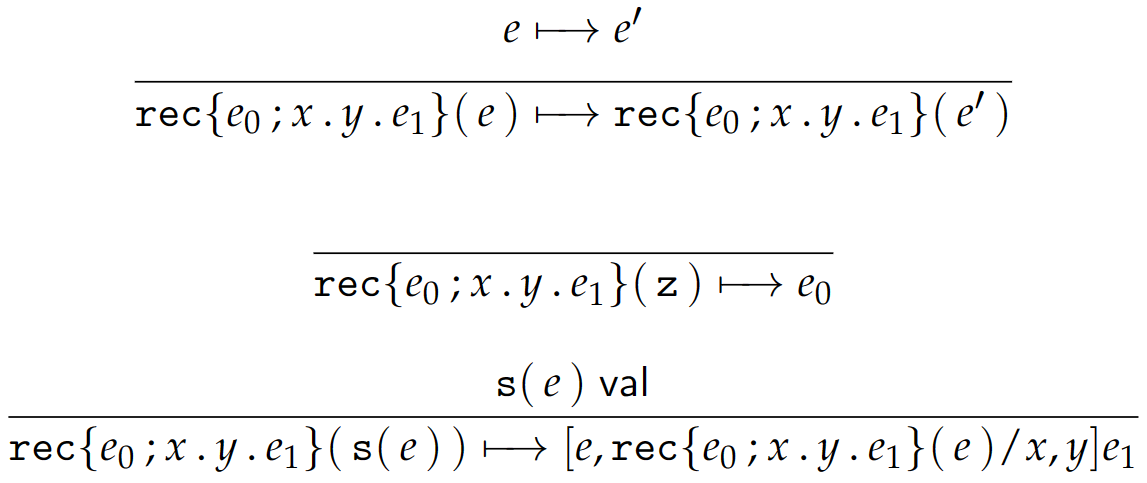 e ⟼ e′
rec{e₀;x.y.e₁}(e) ⟼ rec{e₀;x.y.e₁}(e′)
rec{e₀;x.y.e₁}(z) ⟼ e₀
s(e) val
rec{e₀;x.y.e₁}(s(e)) ⟼ [e,rec{e₀;x.y.e₁}(e)/x,y]e₁